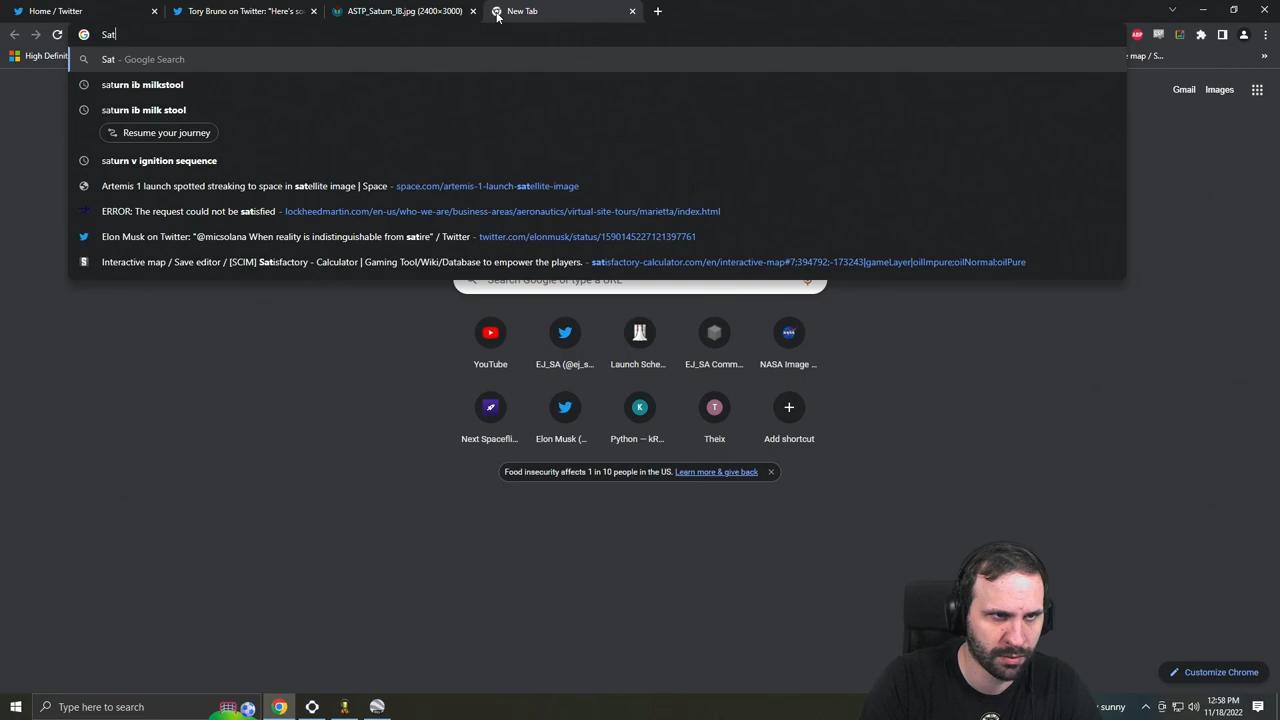 Home / Twitter
Tory Bruno on Twitter: "Here's so
ASTP_Saturn_IB.jpg (2400×3000)
New Tab
Sat
High Definit
e map / S...
Sat - Google Search
saturn ib milkstool
saturn ib milk stool
Resume your journey
saturn v ignition sequence
Artemis 1 launch spotted streaking to space in satellite image | Space - space.com/artemis-1-launch-satellite-image
ERROR: The request could not be satisfied - lockheedmartin.com/en-us/who-we-are/business-areas/aeronautics/virtual-site-tours/marietta/index.html
Elon Musk on Twitter: "@micsolana When reality is indistinguishable from satire" / Twitter - twitter.com/elonmusk/status/1590145227121397761
Interactive map / Save editor / [SCIM] Satisfactory - Calculator | Gaming Tool/Wiki/Database to empower the players. - satisfactory-calculator.com/en/interactive-map#7;394792;-173243|gameLayer|oilImpure;oilNormal;oilPure
Gmail Images
Search Google or type a URL
YouTube
EJ_SA (@ej_s...
Launch Sche...
EJ_SA Comm...
NASA Image ...
Next Spacefli...
Elon Musk (...
K
Python — kR...
T
Theix
Add shortcut
Food insecurity affects 1 in 10 people in the US. Learn more & give back
Customize Chrome
Type here to search
sunny
12:58 PM
11/18/2022